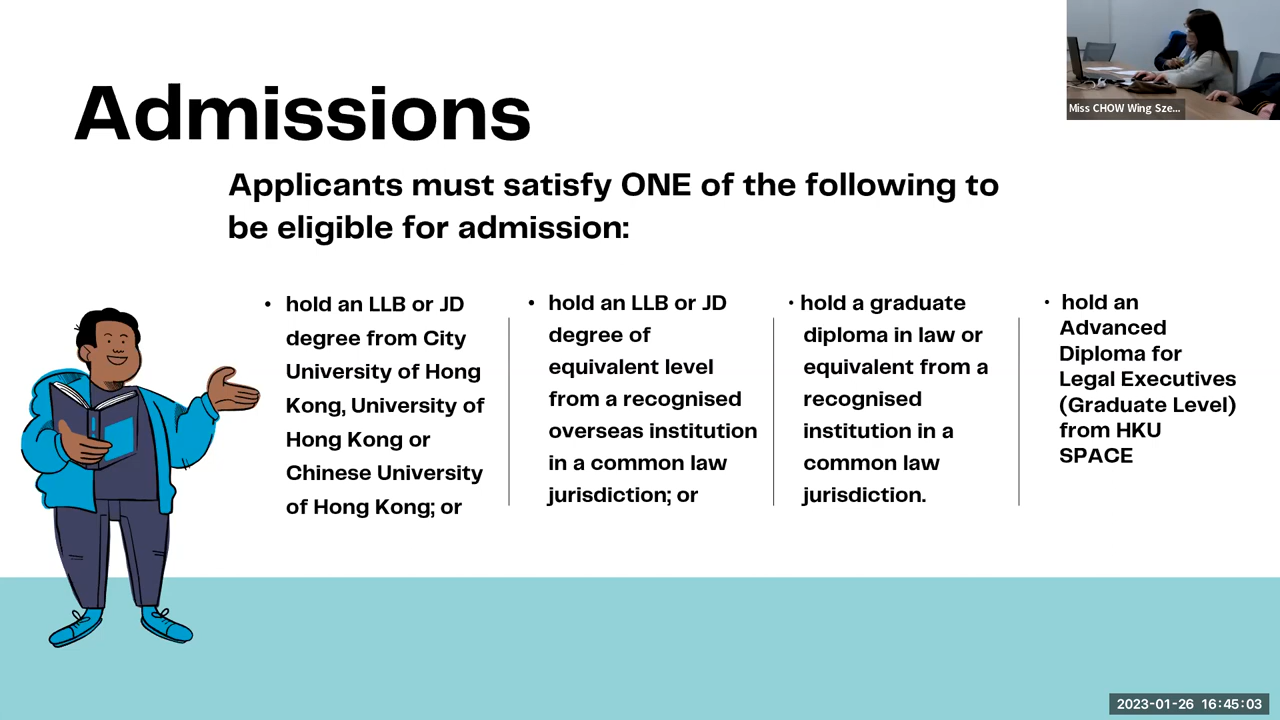 Admissions
Applicants must satisfy ONE of the following to
be eligible for admission:
• hold an LLB or JD
degree from City
University of Hong
Kong, University of
Hong Kong or
Chinese University
of Hong Kong; or
• hold an LLB or JD
degree of
equivalent level
from a recognised
overseas institution
in a common law
jurisdiction; or
• hold a graduate
diploma in law or
equivalent from a
recognised
institution in a
common law
jurisdiction.
• hold an
Advanced
Diploma for
Legal Executives
(Graduate Level)
from HKU
SPACE
Miss CHOW Wing Sze...
2023-01-26 16:45:03